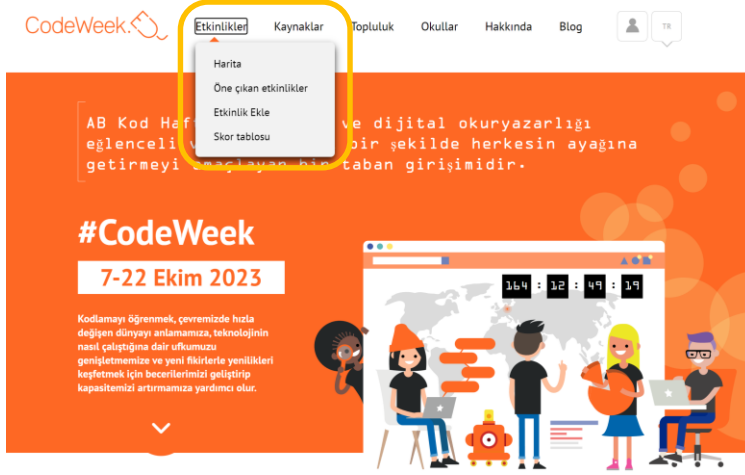 CodeWeek.
Etkinlikler Kaynaklar Topluluk Okullar Hakkında Blog TR
Harita
Öne çıkan etkinlikler
Etkinlik Ekle
Skor tablosu
AB Kod ve dijital okuryazarlığı
eğlenceli bir şekilde herkesin ayağına
getirmeyi amaçlayan bir taban girişimidir.
#CodeWeek
7-22 Ekim 2023
164 : 12 : 49 : 19
Kodlamayı öğrenmek, çevremizde hızla
değişen dünyayı anlamamıza, teknolojinin
nasıl çalıştığına dair ufkumuzu
genişletmemize ve yeni fikirlerle yenilikleri
keşfetmek için becerilerimizi geliştirip
kapasitemizi artırmamıza yardımcı olur.